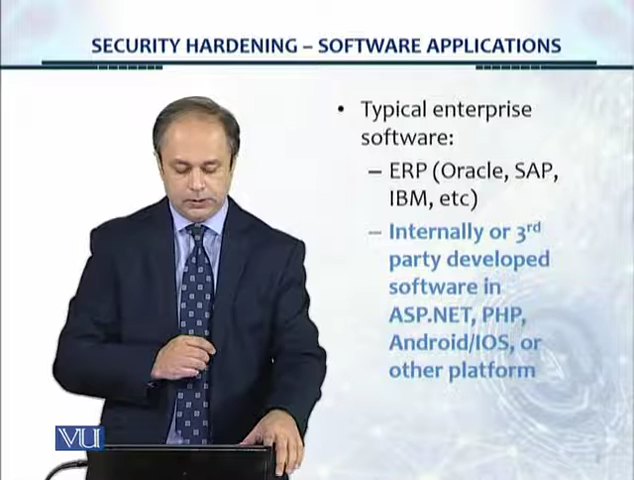 SECURITY HARDENING – SOFTWARE APPLICATIONS
• Typical enterprise
software:
– ERP (Oracle, SAP,
IBM, etc)
– Internally or 3rd
party developed
software in
ASP.NET, PHP,
Android/IOS, or
other platform
VU